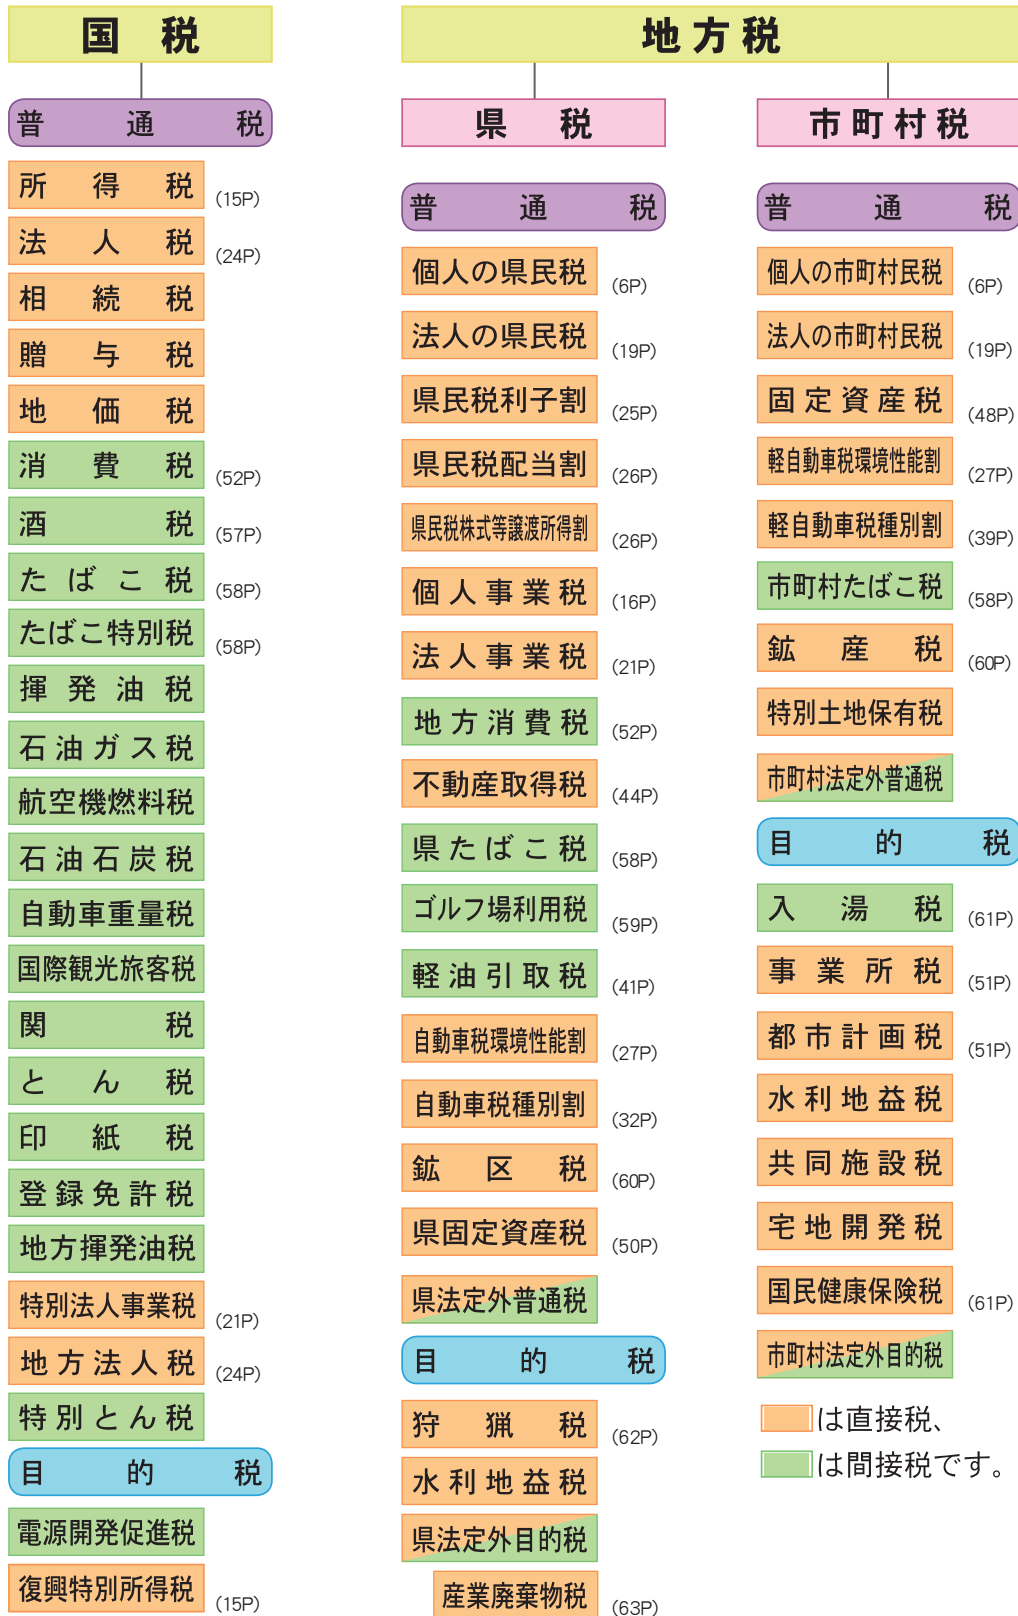 国税
普通税
所得税 (15P)
法人税 (24P)
相続税
贈与税
地価税
消費税 (52P)
酒税 (57P)
たばこ税 (58P)
たばこ特別税 (58P)
揮発油税
石油ガス税
航空機燃料税
石油石炭税
自動車重量税
国際観光旅客税
関税
とん税
印紙税
登録免許税
地方揮発油税
特別法人事業税 (21P)
地方法人税 (24P)
特別とん税
目的税
電源開発促進税
復興特別所得税 (15P)
地方税
県税
普通税
個人の県民税 (6P)
法人の県民税 (19P)
県民税利子割 (25P)
県民税配当割 (26P)
県民税株式等譲渡所得割 (26P)
個人事業税 (16P)
法人事業税 (21P)
地方消費税 (52P)
不動産取得税 (44P)
県たばこ税 (58P)
ゴルフ場利用税 (59P)
軽油引取税 (41P)
自動車税環境性能割 (27P)
自動車税種別割 (32P)
鉱区税 (60P)
県固定資産税 (50P)
県法定外普通税
目的税
狩猟税 (62P)
水利地益税
県法定外目的税
産業廃棄物税 (63P)
市町村税
普通税
個人の市町村民税 (6P)
法人の市町村民税 (19P)
固定資産税 (48P)
軽自動車税環境性能割 (27P)
軽自動車税種別割 (39P)
市町村たばこ税 (58P)
鉱産税 (60P)
特別土地保有税
市町村法定外普通税
目的税
入湯税 (61P)
事業所税 (51P)
都市計画税 (51P)
水利地益税
共同施設税
宅地開発税
国民健康保険税 (61P)
市町村法定外目的税
は直接税、
は間接税です。